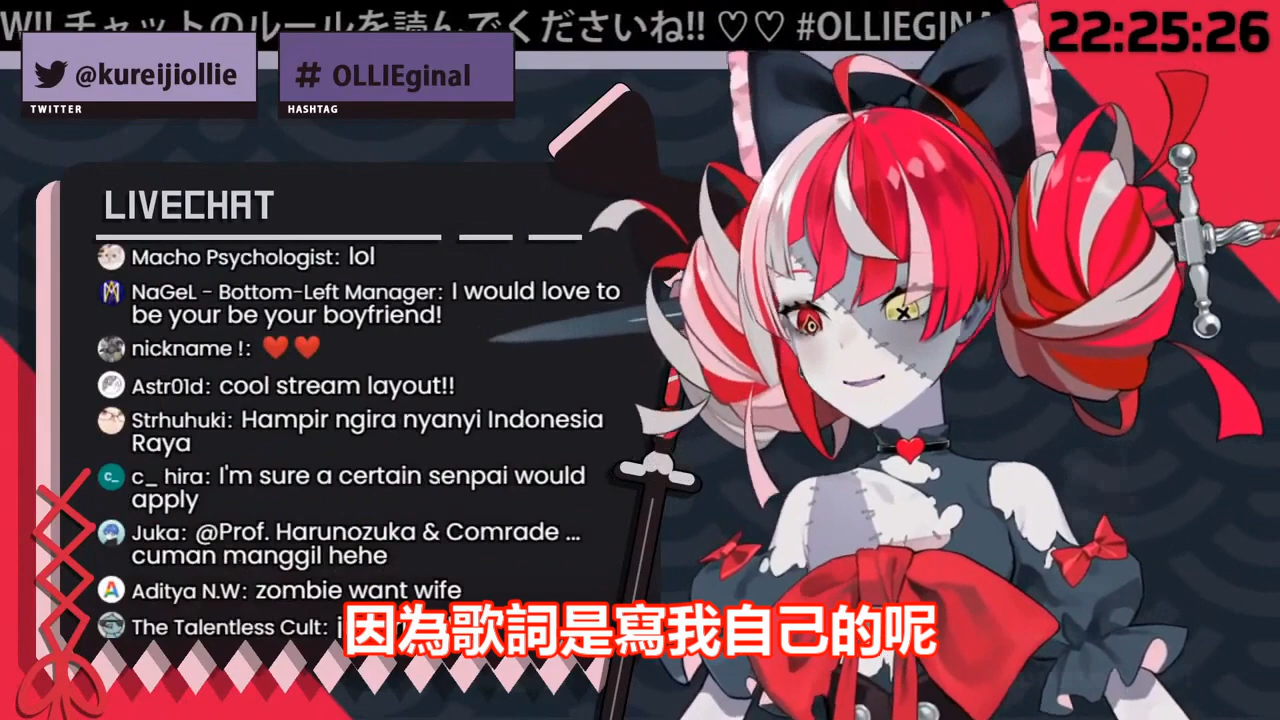 W!! チャットのルールを読んでくださいね!! ♡♡ #OLLIEGINA
22:25:26
@kureijiollie
TWITTER
# OLLIEginal
HASHTAG
LIVECHAT
Macho Psychologist: lol
NaGeL - Bottom-Left Manager: I would love to
be your be your boyfriend!
nickname !: ❤️❤️
Astr01d: cool stream layout!!
Strhuhuki: Hampir ngira nyanyi Indonesia
Raya
c_ hira: I'm sure a certain senpai would
apply
Juka: @Prof. Harunozuka & Comrade ...
cuman manggil hehe
Aditya N.W: zombie want wife
The Talentless Cult:
因為歌詞是寫我自己的呢